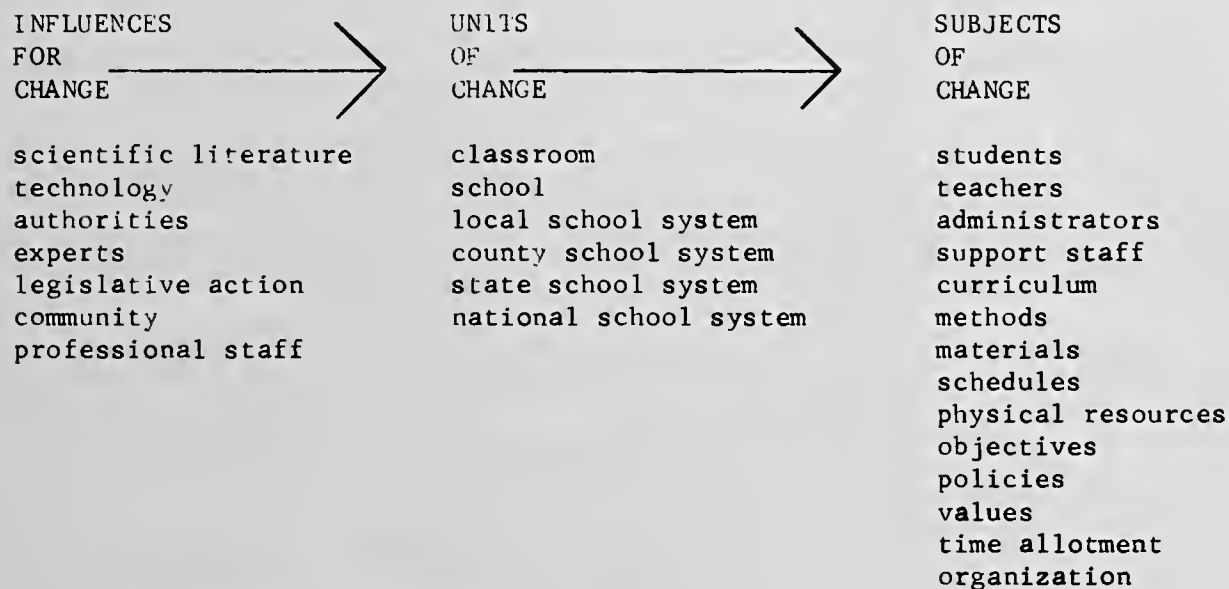 INFLUENCES
FOR
CHANGE
scientific literature
technology
authorities
experts
legislative action
community
professional staff
UNITS
OF
CHANGE
classroom
school
local school system
county school system
state school system
national school system
SUBJECTS
OF
CHANGE
students
teachers
administrators
support staff
curriculum
methods
materials
schedules
physical resources
objectives
policies
values
time allotment
organization